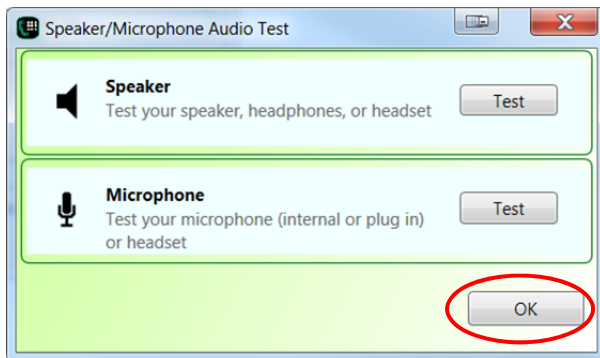 Speaker/Microphone Audio Test
Speaker
Test your speaker, headphones, or headset
Test
Microphone
Test your microphone (internal or plug in)
or headset
Test
OK